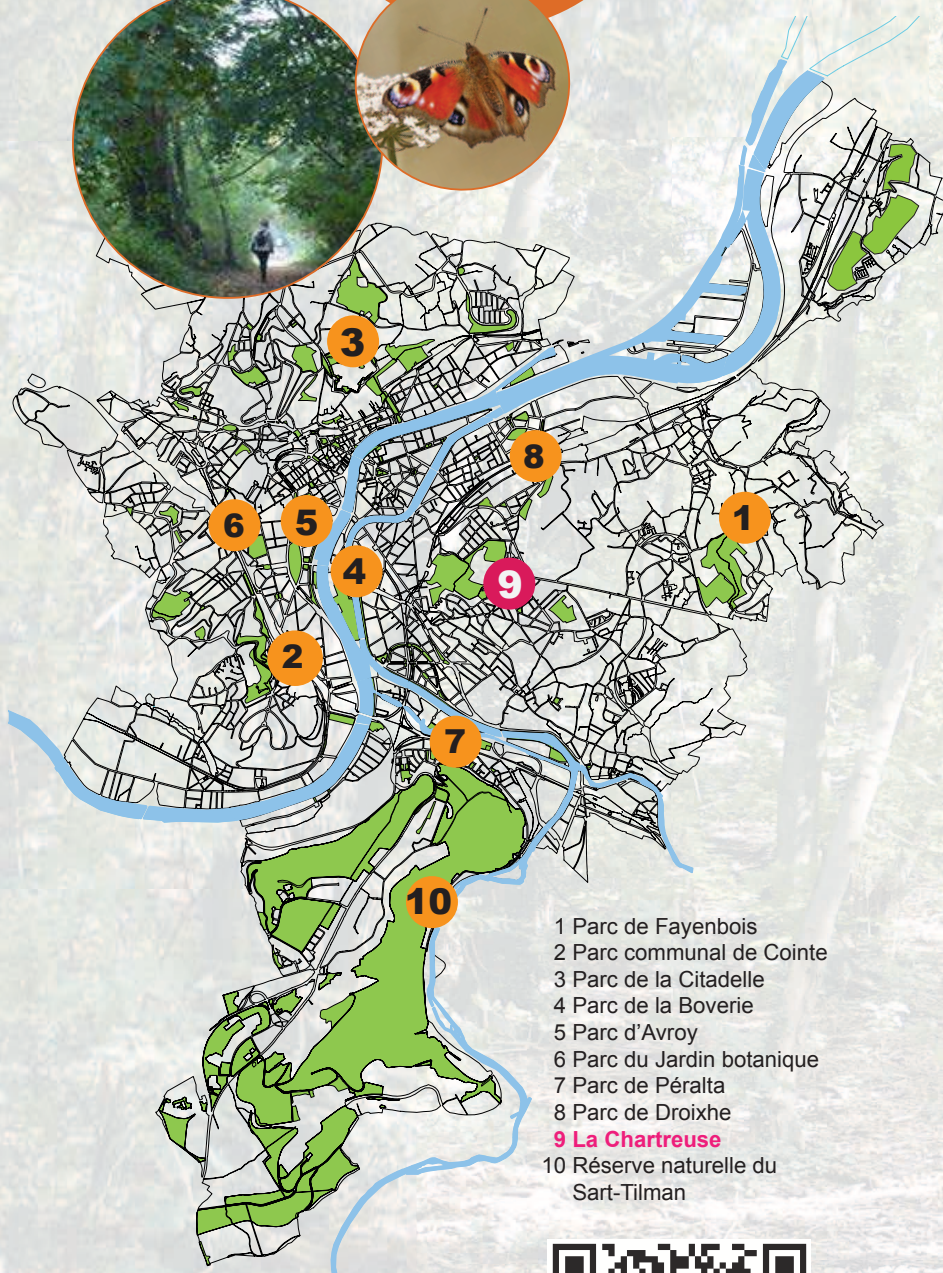 3
8
1
6
5
4
9
2
7
10
1 Parc de Fayenbois
2 Parc communal de Cointe
3 Parc de la Citadelle
4 Parc de la Boverie
5 Parc d'Avroy
6 Parc du Jardin botanique
7 Parc de Péralta
8 Parc de Droixhe
9 La Chartreuse
10 Réserve naturelle du
Sart-Tilman